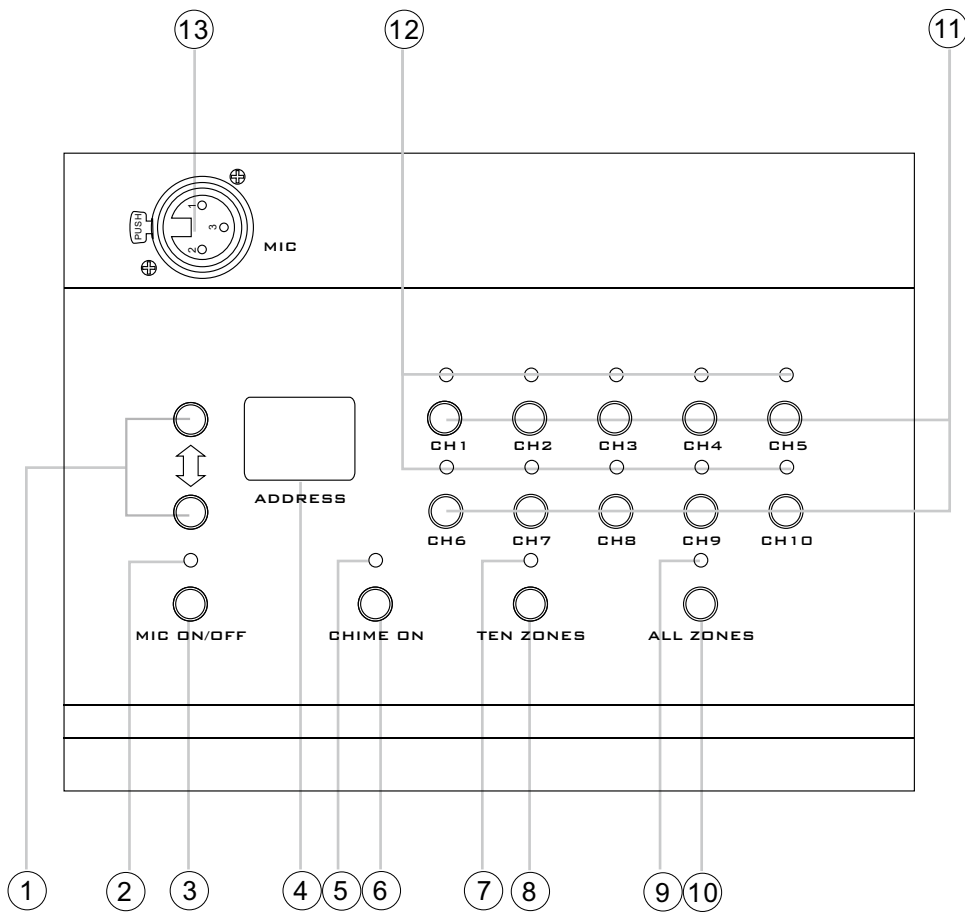 13 12 11
1
PUSH
3
2
MIC
CH1 CH2 CH3 CH4 CH5
ADDRESS
CH6 CH7 CH8 CH9 CH10
MIC ON/OFF CHIME ON TEN ZONES ALL ZONES
1 2 3 4 5 6 7 8 9 10